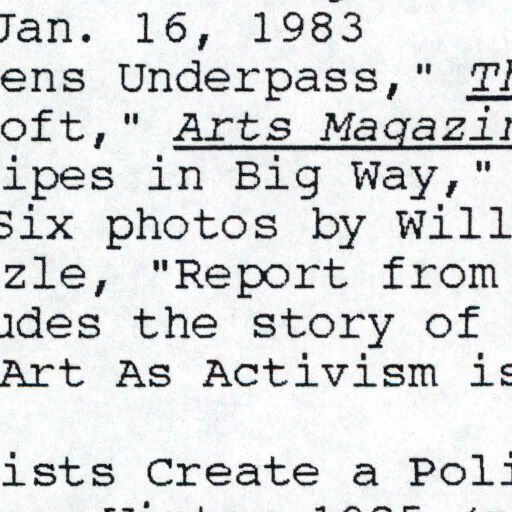 Jan. 16, 1983
ens Underpass," Th
oft," Arts Magazin
ipes in Big Way,"
Six photos by Will
zle, "Report from
udes the story of
Art As Activism is
ists Create a Poli